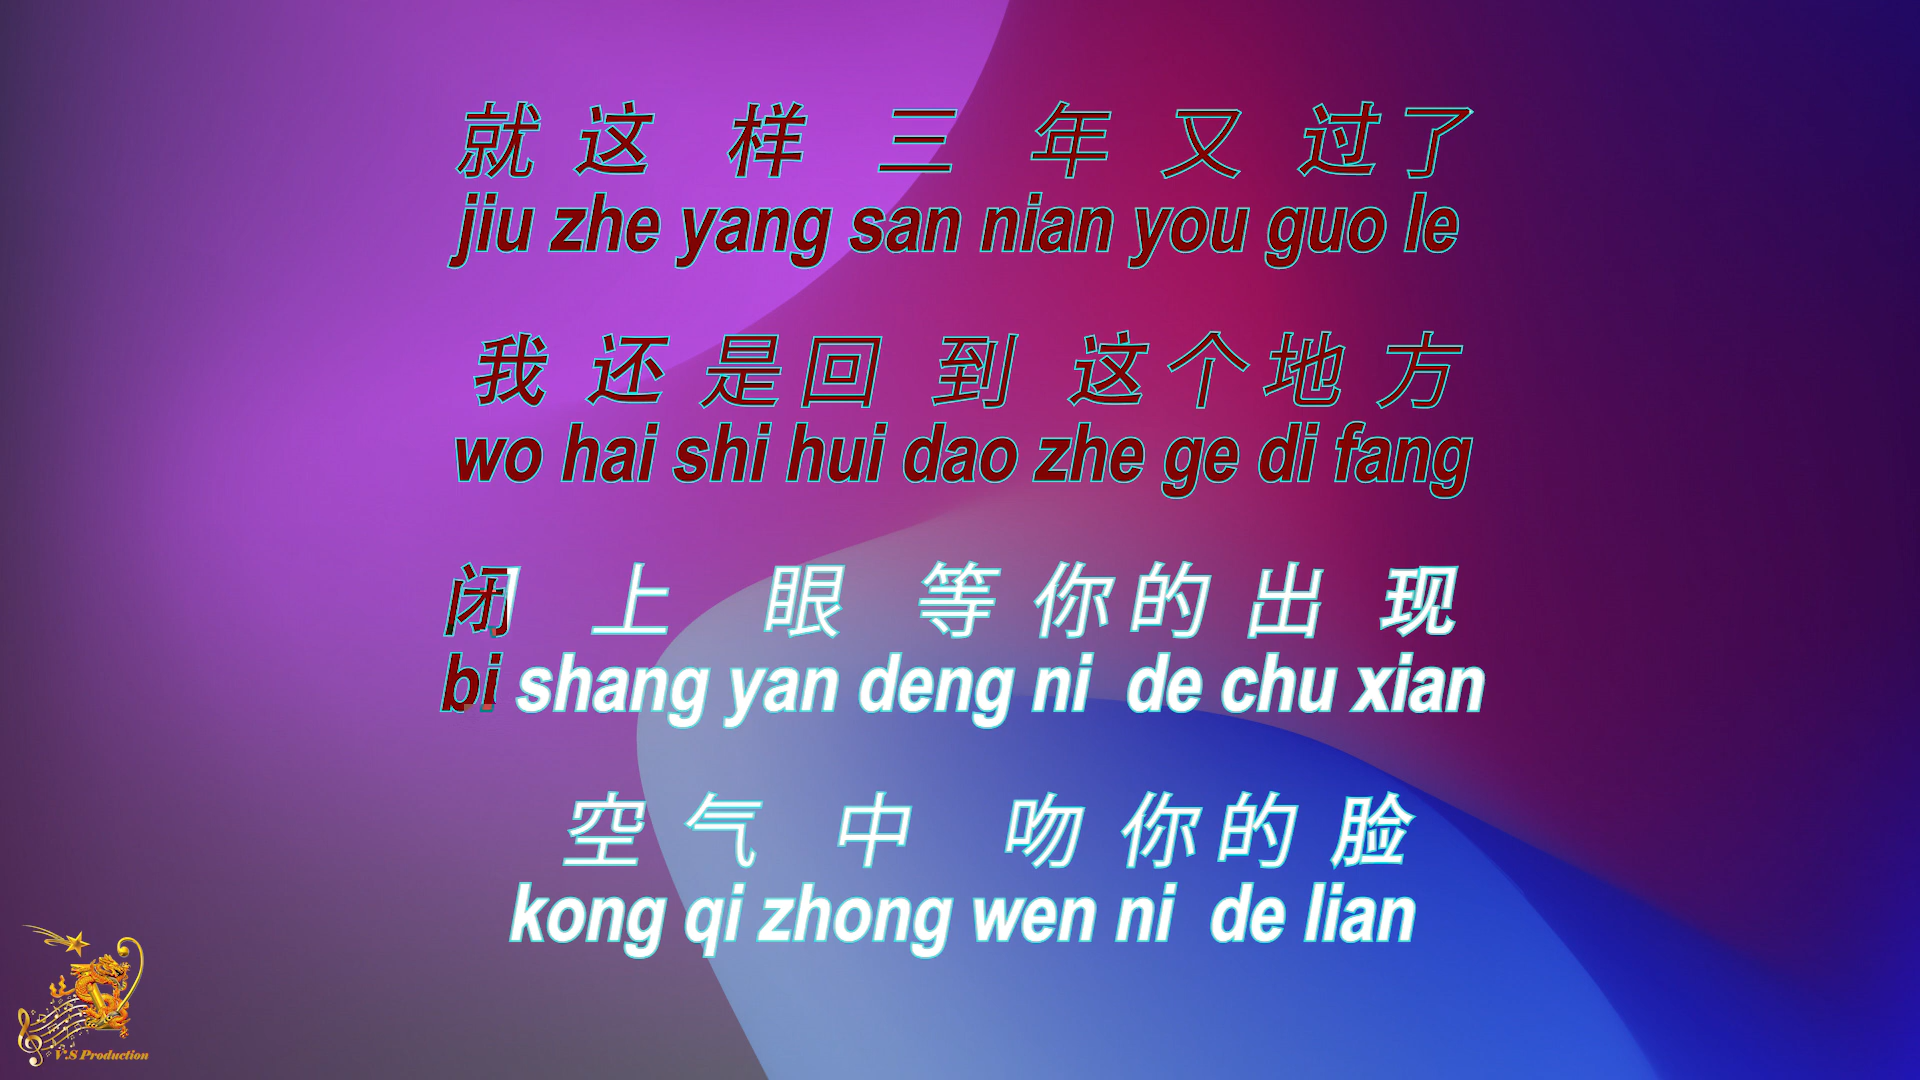 就这样三年又过了
jiu zhe yang san nian you guo le
我还是回到这个地方
wo hai shi hui dao zhe ge di fang
闭上眼等你的出现
bi shang yan deng ni de chu xian
空气中吻你的脸
kong qi zhong wen ni de lian
V.S Production